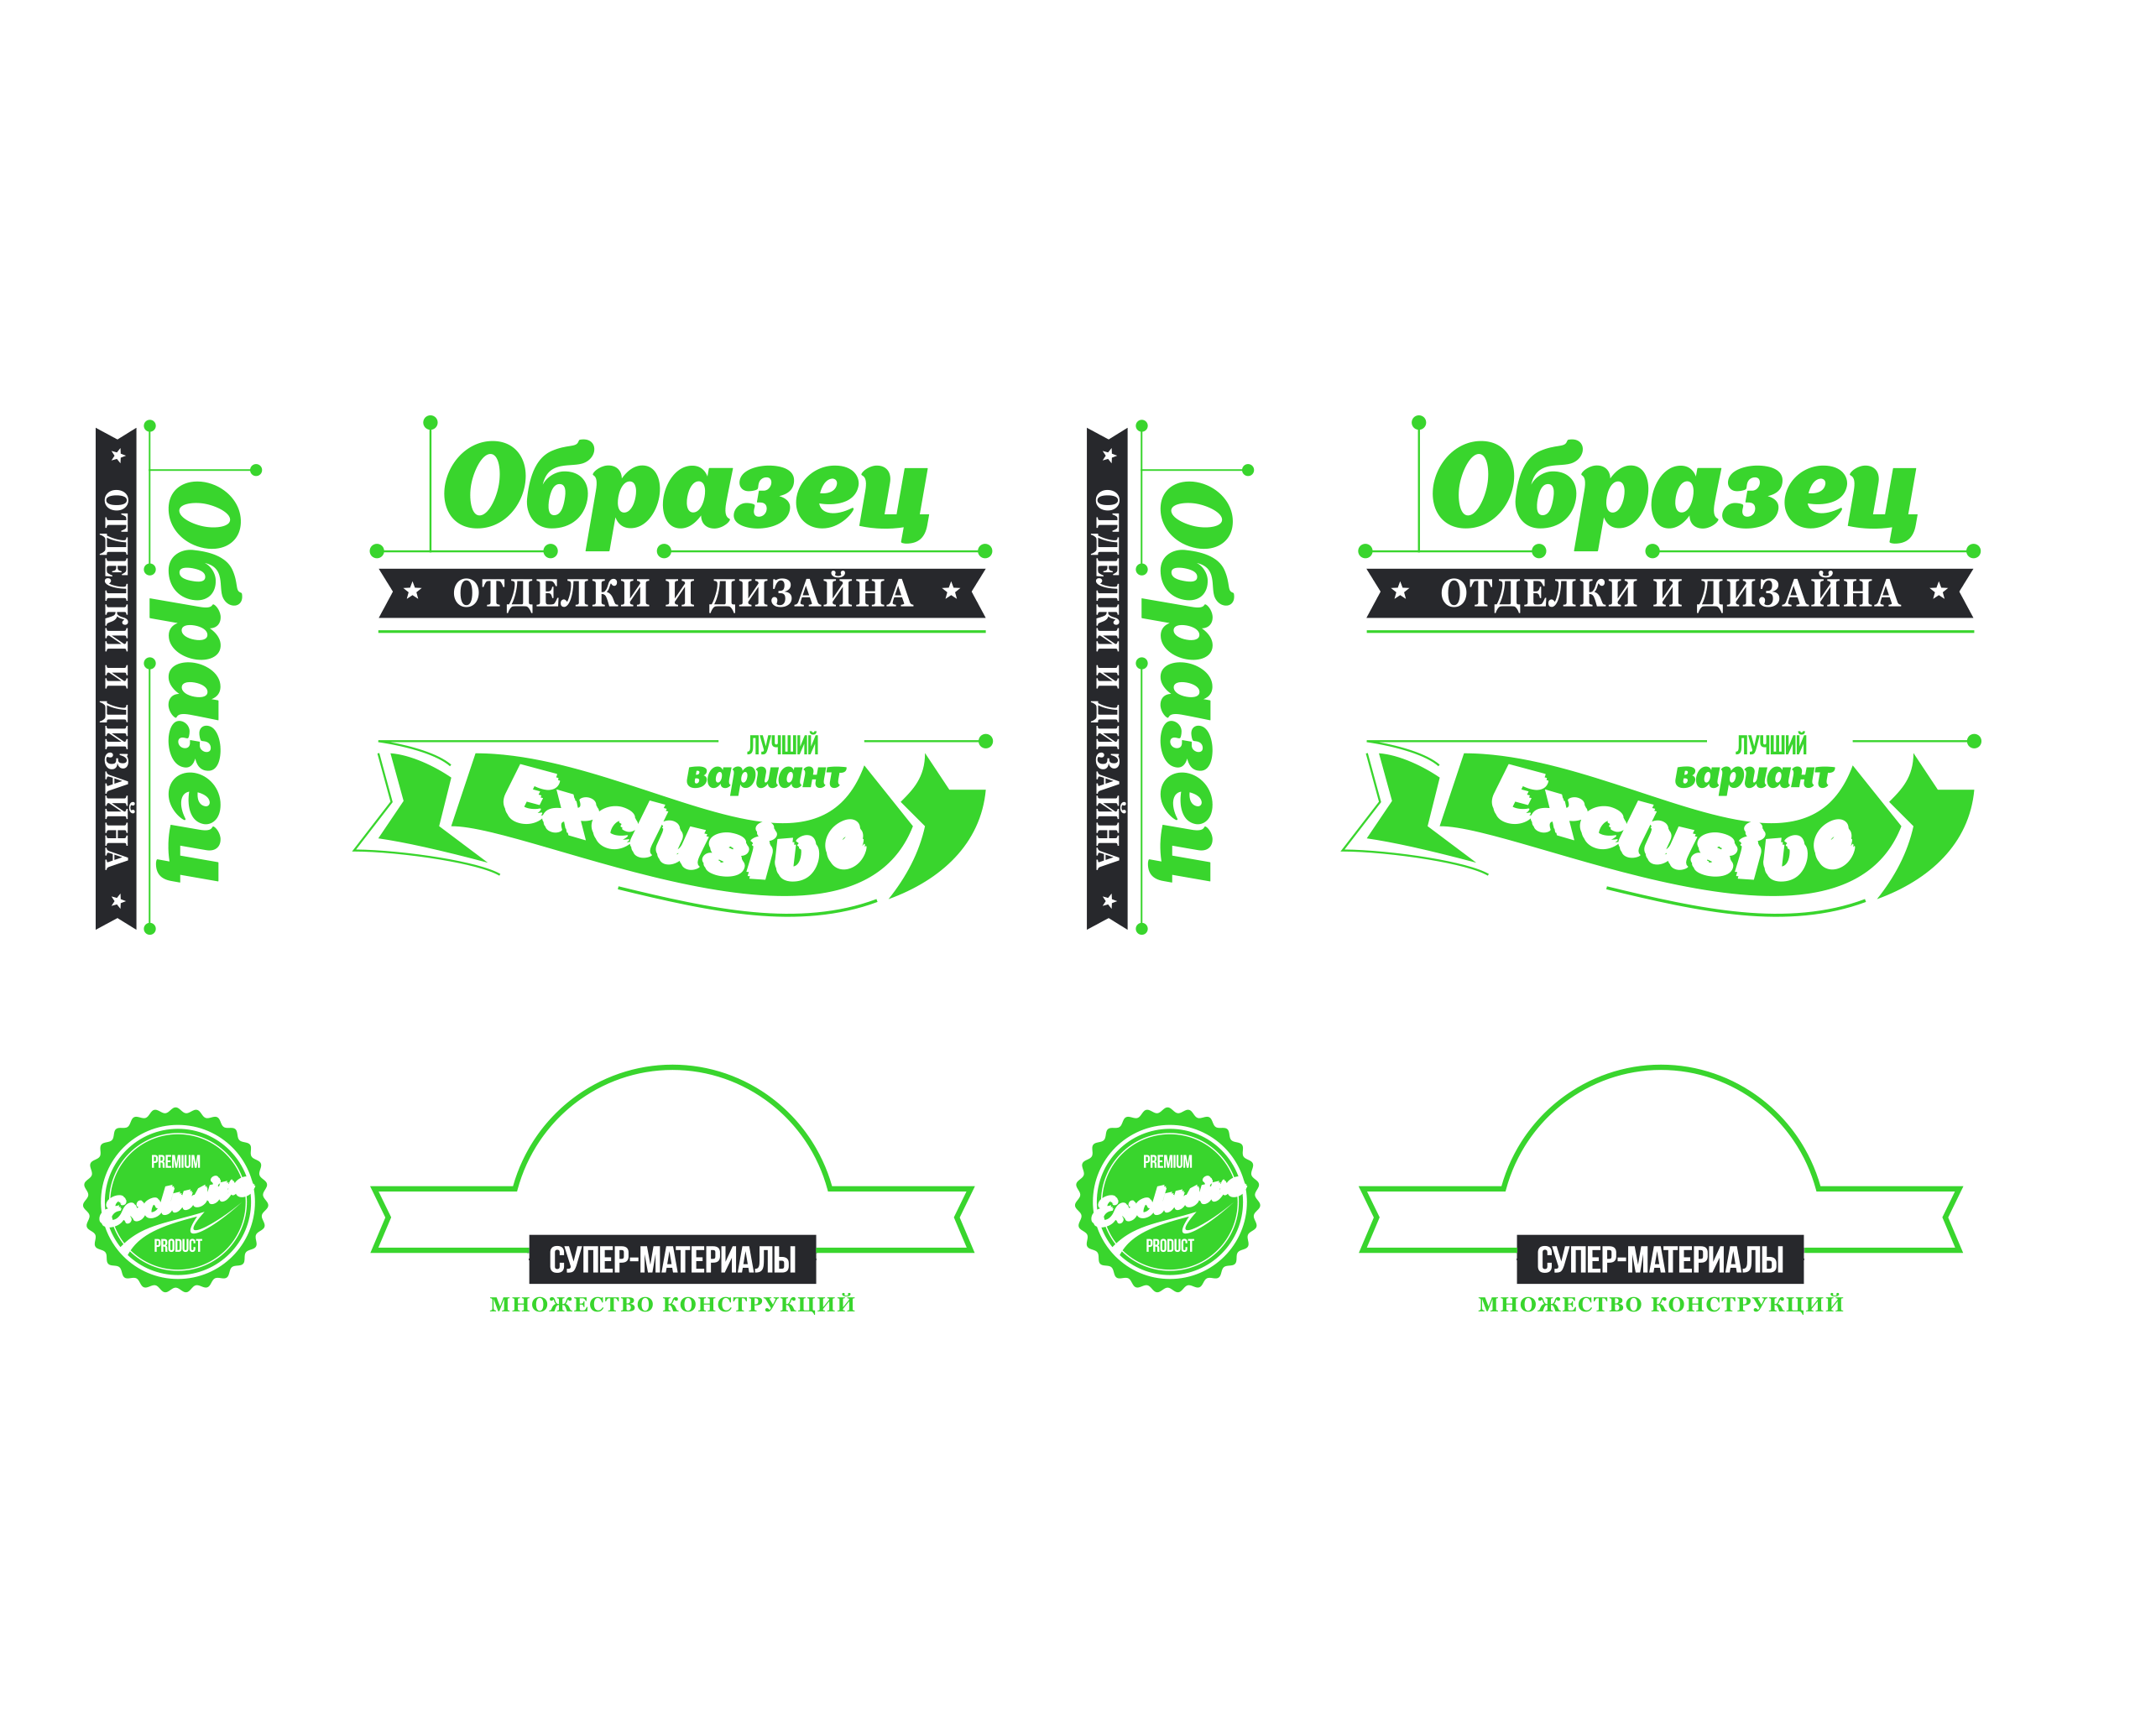 Образец
ОТДЕЛКИ И ДИЗАЙНА
Образец
ОТДЕЛКИ И ДИЗАЙНА
ЛУЧШИЙ
вариант
Exclusive
PREMIUM
Exclusive
PRODUCT
СУПЕР-МАТЕРИАЛЫ
МНОЖЕСТВО КОНСТРУКЦИЙ
Образец
ОТДЕЛКИ И ДИЗАЙНА
Образец
ОТДЕЛКИ И ДИЗАЙНА
ЛУЧШИЙ
вариант
Exclusive
PREMIUM
Exclusive
PRODUCT
СУПЕР-МАТЕРИАЛЫ
МНОЖЕСТВО КОНСТРУКЦИЙ